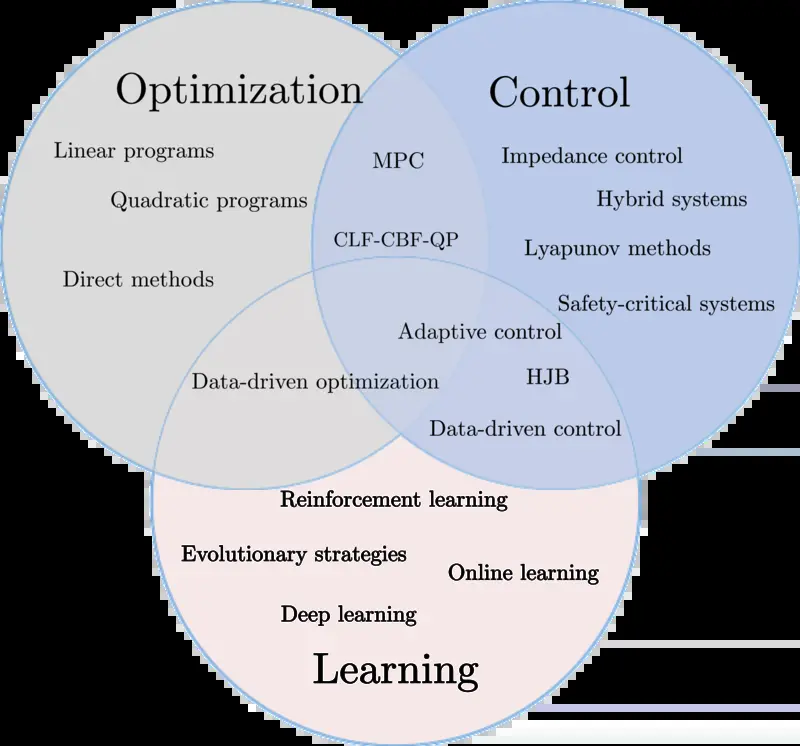 Optimization
Control
Linear programs
MPC
Impedance control
Quadratic programs
Hybrid systems
CLF-CBF-QP
Lyapunov methods
Direct methods
Safety-critical systems
Adaptive control
Data-driven optimization
HJB
Data-driven control
Reinforcement learning
Evolutionary strategies
Online learning
Deep learning
Learning